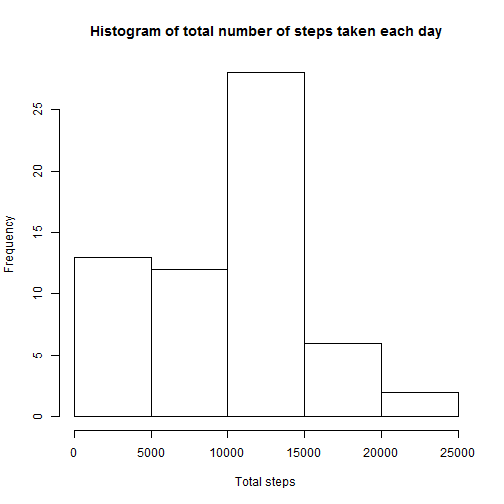 Histogram of total number of steps taken each day
Frequency
25
20
15
10
5
0
0 5000 10000 15000 20000 25000
Total steps